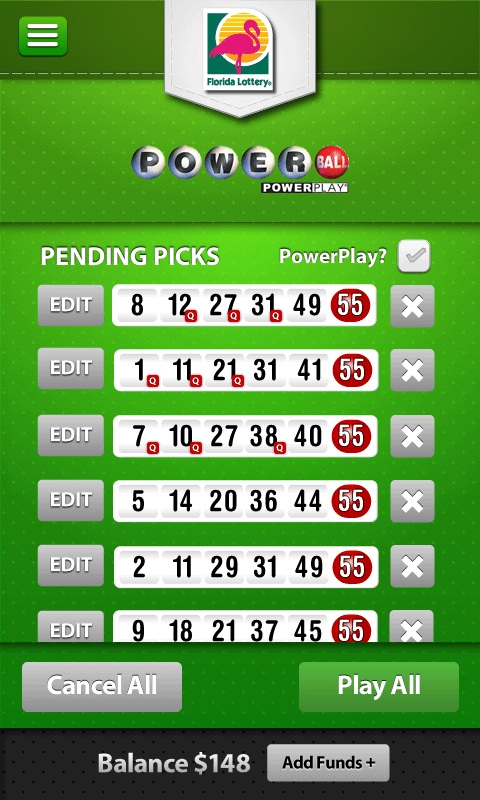 Florida Lottery
POWER BALL
POWERPLAY
PENDING PICKS PowerPlay?
EDIT 8 12 Q 27 Q 31 Q 49 55
EDIT 1 Q 11 Q 21 Q 31 41 55
EDIT 7 Q 10 Q 27 38 Q 40 55
EDIT 5 14 20 36 44 55
EDIT 2 11 29 31 49 55
EDIT 9 18 21 37 45 55
Cancel All Play All
Balance $148 Add Funds +